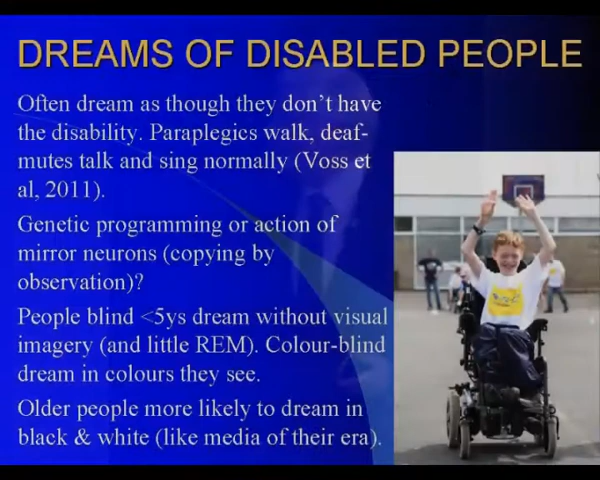 DREAMS OF DISABLED PEOPLE
Often dream as though they don't have
the disability. Paraplegics walk, deaf-
mutes talk and sing normally (Voss et
al, 2011).
Genetic programming or action of
mirror neurons (copying by
observation)?
People blind <5ys dream without visual
imagery (and little REM). Colour-blind
dream in colours they see.
Older people more likely to dream in
black & white (like media of their era).